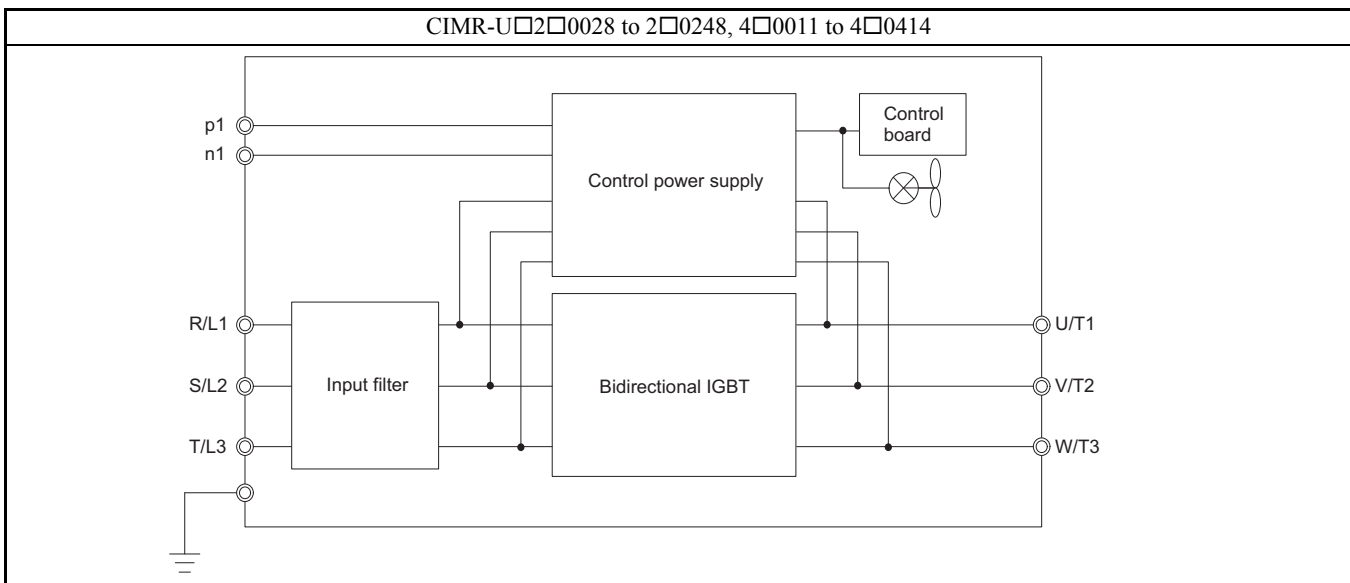 CIMR-U□2□0028 to 2□0248, 4□0011 to 4□0414
Control
board
p1
n1
Control power supply
R/L1
U/T1
S/L2
Input filter
Bidirectional IGBT
V/T2
T/L3
W/T3